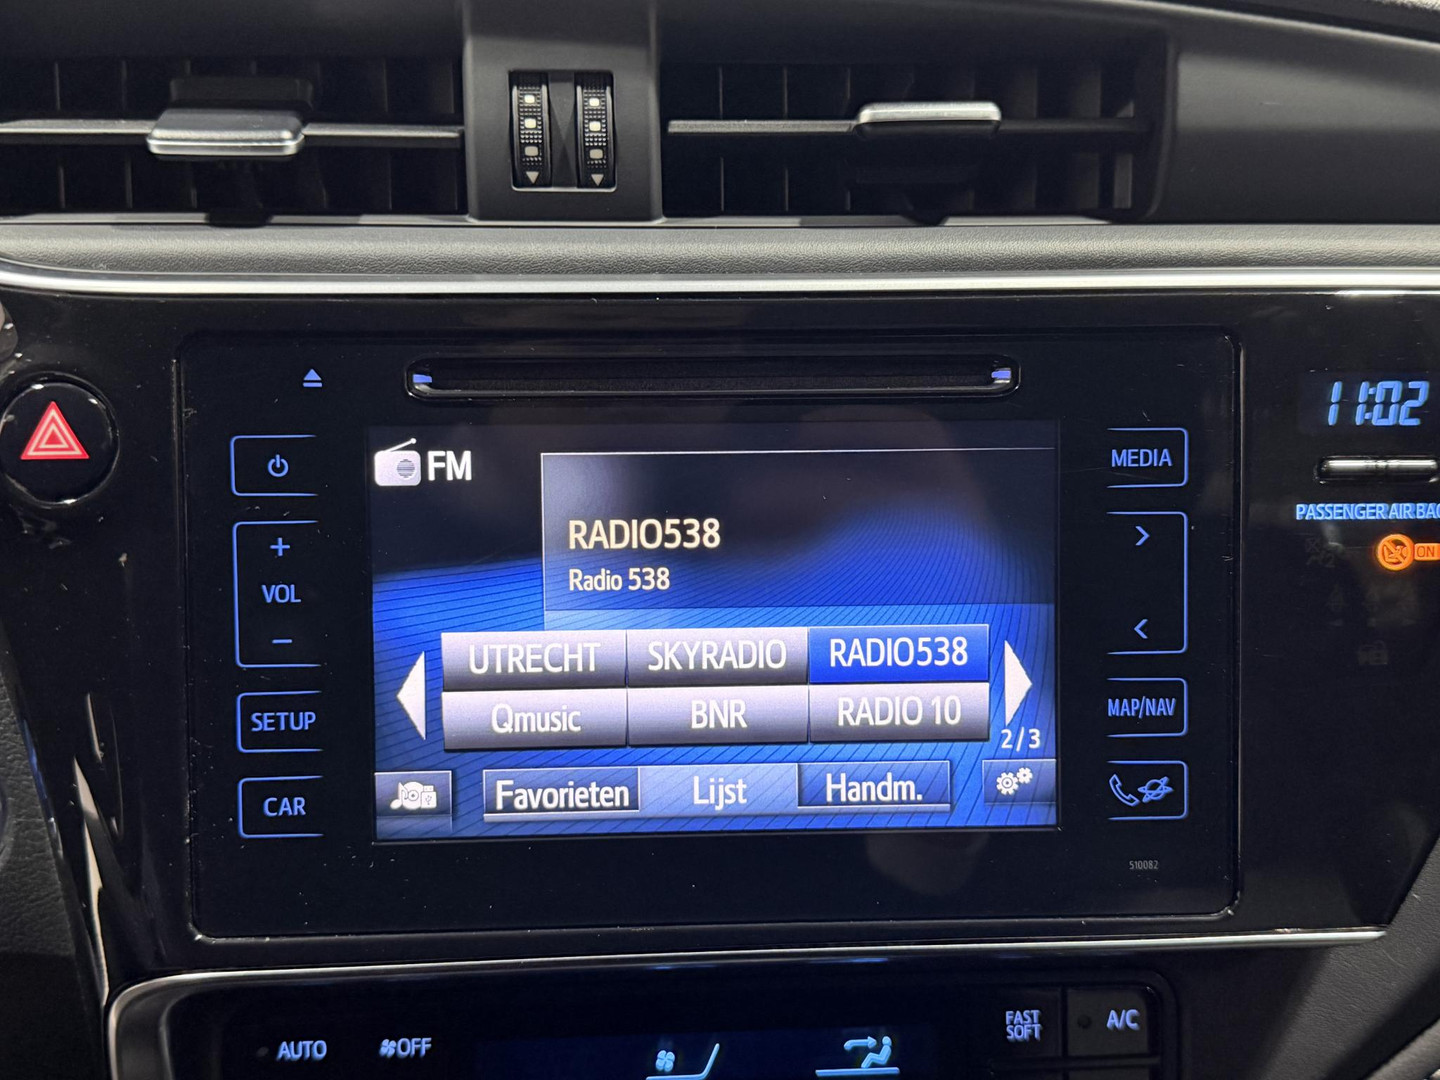 11:02
FM
MEDIA
PASSENGER AIR BAG
RADIO538
Radio 538
ON
VOL
UTRECHT SKYRADIO RADIO538
Qmusic BNR RADIO 10
SETUP
MAP/NAV
2/3
Favorieten Lijst Handm.
CAR
510082
AUTO OFF
FAST
SOFT
A/C